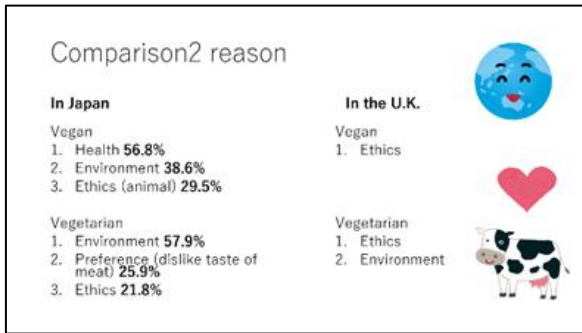 Comparison2 reason
In Japan
Vegan
1. Health 56.8%
2. Environment 38.6%
3. Ethics (animal) 29.5%
Vegetarian
1. Environment 57.9%
2. Preference (dislike taste of
meat) 25.9%
3. Ethics 21.8%
In the U.K.
Vegan
1. Ethics
Vegetarian
1. Ethics
2. Environment